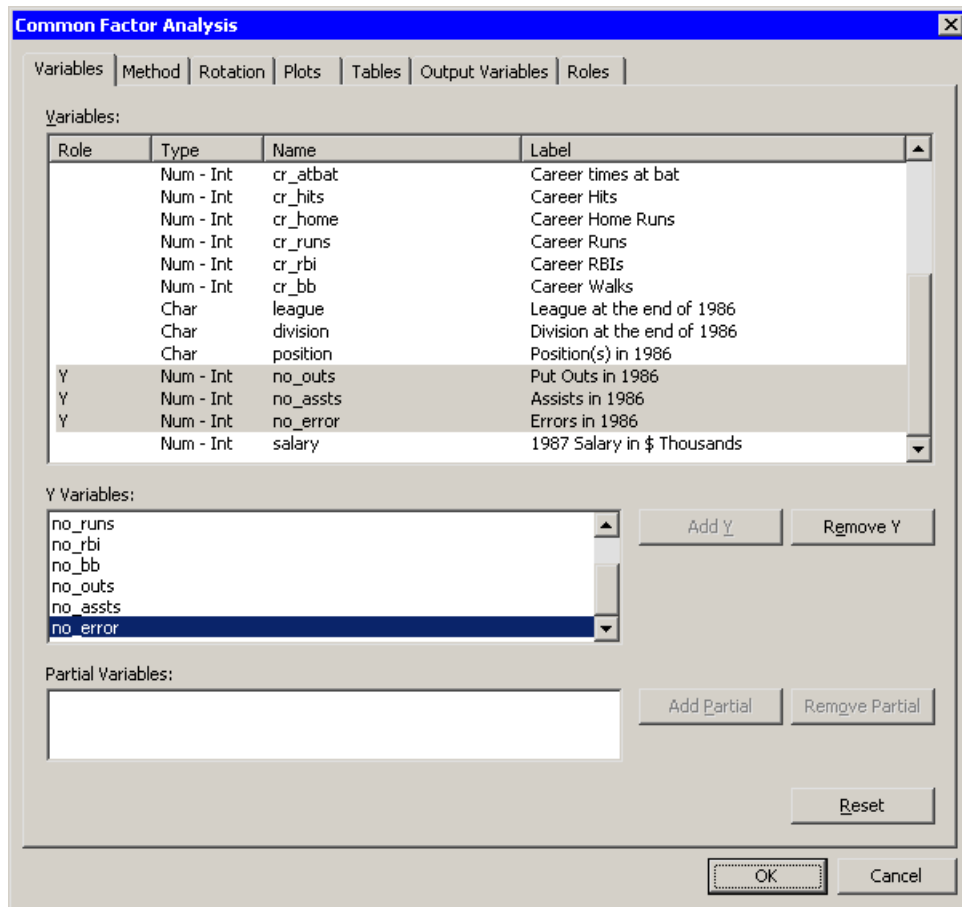 Common Factor Analysis
Variables Method Rotation Plots Tables Output Variables Roles
Variables:
Role Type Name Label
Num - Int cr_atbat Career times at bat
Num - Int cr_hits Career Hits
Num - Int cr_home Career Home Runs
Num - Int cr_runs Career Runs
Num - Int cr_rbi Career RBIs
Num - Int cr_bb Career Walks
Char league League at the end of 1986
Char division Division at the end of 1986
Char position Position(s) in 1986
Y Num - Int no_outs Put Outs in 1986
Y Num - Int no_assts Assists in 1986
Y Num - Int no_error Errors in 1986
Num - Int salary 1987 Salary in $ Thousands
Y Variables:
no_runs
no_rbi
no_bb
no_outs
no_assts
no_error
Add Y Remove Y
Partial Variables:
Add Partial Remove Partial
Reset
OK Cancel